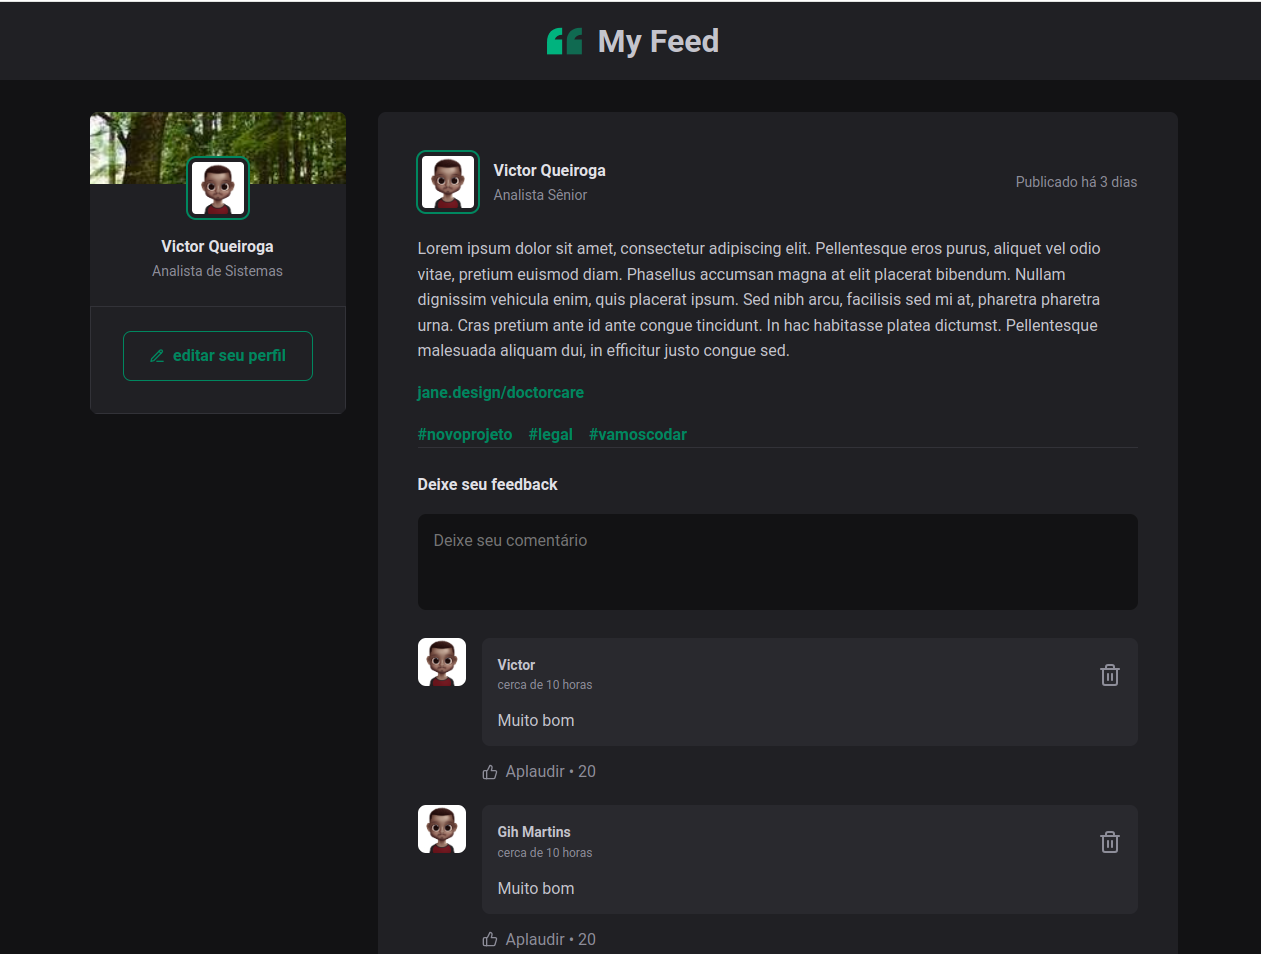 My Feed
Victor Queiroga
Analista de Sistemas
editar seu perfil
Victor Queiroga
Analista Sênior
Publicado há 3 dias
Lorem ipsum dolor sit amet, consectetur adipiscing elit. Pellentesque eros purus, aliquet vel odio
vitae, pretium euismod diam. Phasellus accumsan magna at elit placerat bibendum. Nullam
dignissim vehicula enim, quis placerat ipsum. Sed nibh arcu, facilisis sed mi at, pharetra pharetra
urna. Cras pretium ante id ante congue tincidunt. In hac habitasse platea dictumst. Pellentesque
malesuada aliquam dui, in efficitur justo congue sed.
jane.design/doctorcare
#novoprojeto #legal #vamoscodar
Deixe seu feedback
Deixe seu comentário
Victor
cerca de 10 horas
Muito bom
Aplaudir • 20
Gih Martins
cerca de 10 horas
Muito bom
Aplaudir • 20